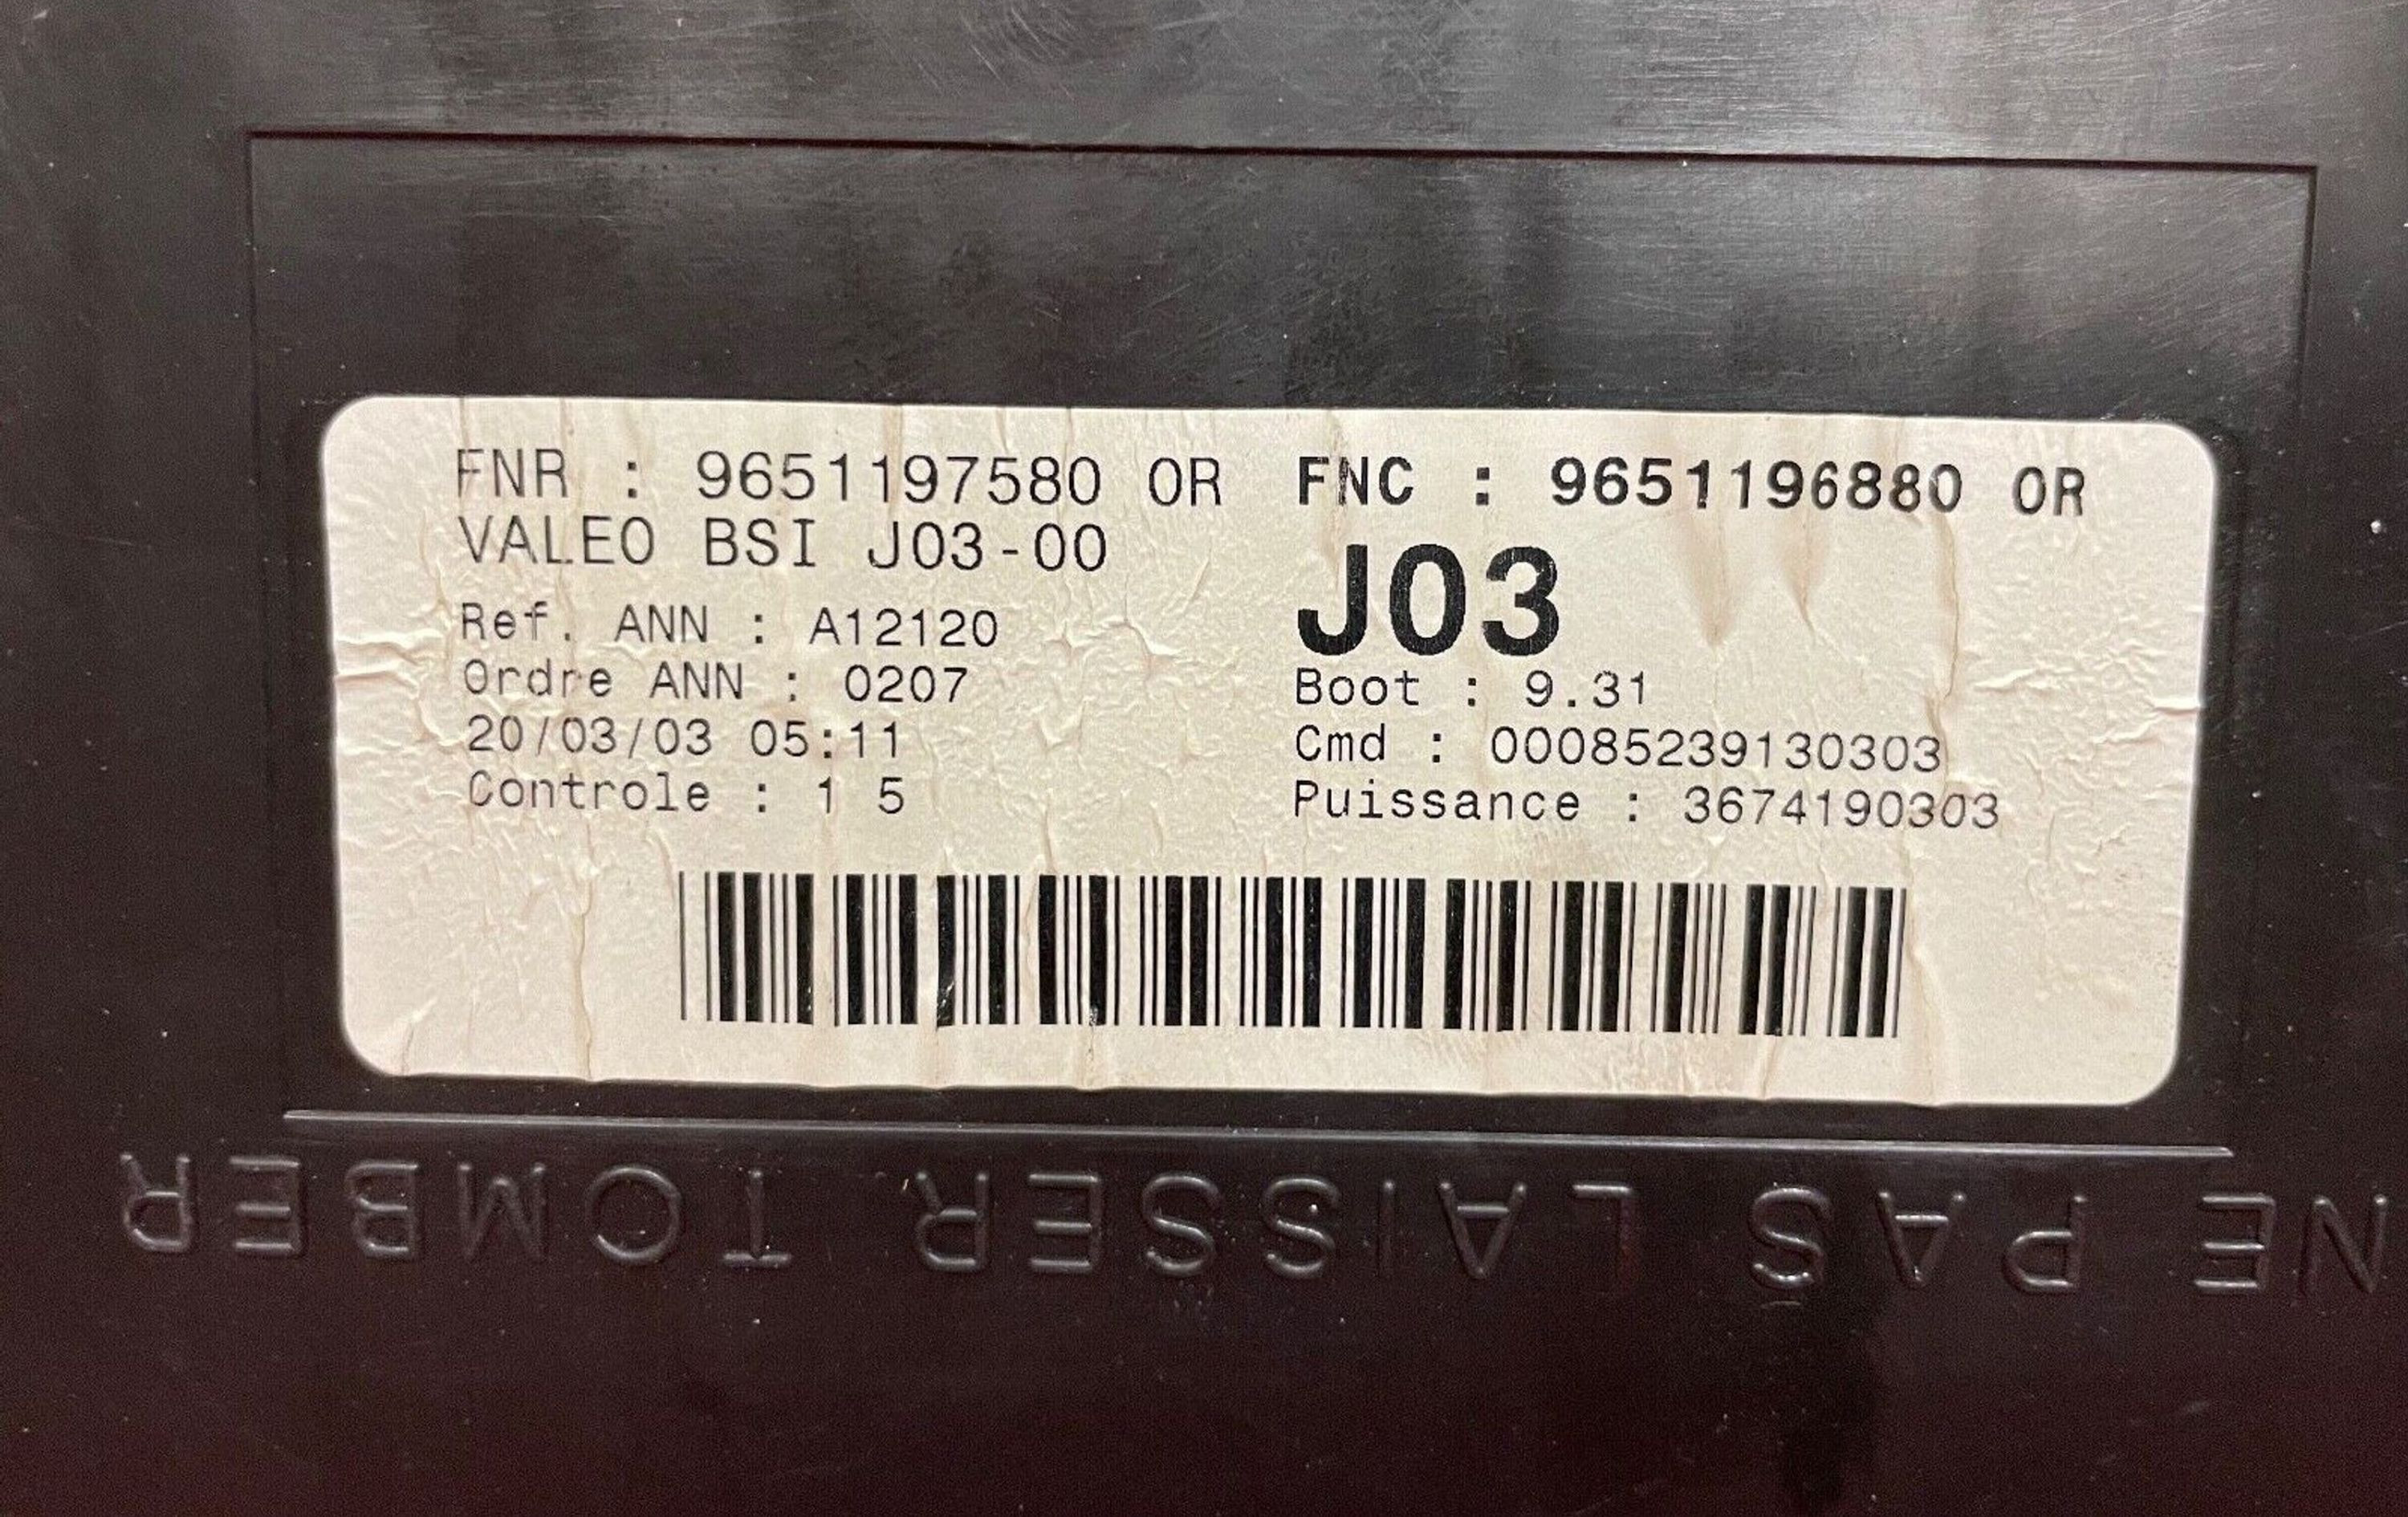 FNR : 9651197580 OR FNC : 9651196880 OR
VALEO BSI J03-00
J03
Ref. ANN : A12120
Ordre ANN : 0207
Boot : 9.31
20/03/03 05:11
Cmd : 00085239130303
Controle : 1 5
Puissance : 3674190303
NE PAS LAISSER TOMBER